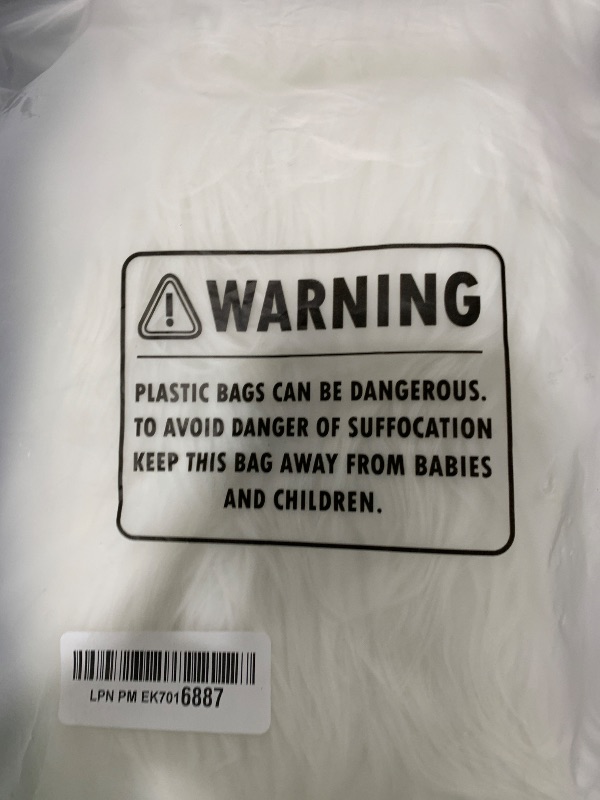 WARNING
PLASTIC BAGS CAN BE DANGEROUS.
TO AVOID DANGER OF SUFFOCATION
KEEP THIS BAG AWAY FROM BABIES
AND CHILDREN.
LPN PM EK7016887